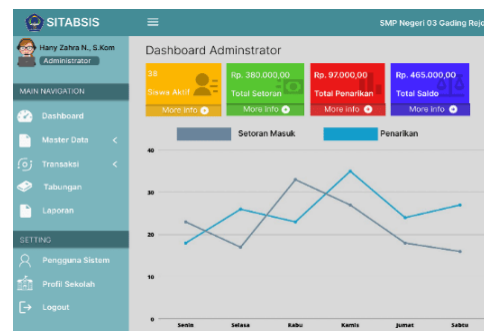 SITABSIS
SMP Negeri 03 Gading Rejo
Hany Zahra N., S.Kom
Administrator
MAIN NAVIGATION
Dashboard
Master Data
Transaksi
Tabungan
Laporan
SETTING
Pengguna Sistem
Profil Sekolah
Logout
Dashboard Adminstrator
38
Siswa Aktif
More info
Rp. 380.000,00
Total Setoran
More info
Rp. 97.000,00
Total Penarikan
More info
Rp. 465.000,00
Total Saldo
More info
Setoran Masuk
Penarikan
40
30
20
10
0
Senin Selasa Rabu Kamis Jumat Sabtu